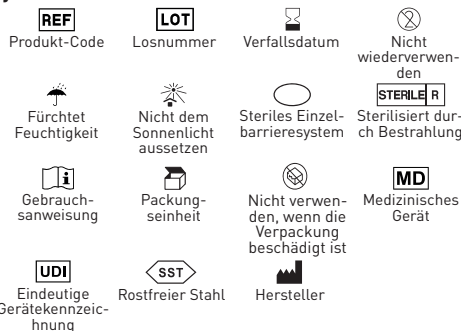 REF
LOT
2
Produkt-Code
Losnummer
Verfallsdatum
Nicht
wiederverwen-
den
STERILE R
Fürchtet
Feuchtigkeit
Nicht dem
Sonnenlicht
aussetzen
Steriles Einzel-
barrieresystem
Sterilisiert dur-
ch Bestrahlung
i
MD
Gebrauch-
sanweisung
Packung-
seinheit
Nicht verwen-
den, wenn die
Verpackung
beschädigt ist
Medizinisches
Gerät
UDI
SST
Eindeutige
Gerätekennzeic-
hnung
Rostfreier Stahl
Hersteller